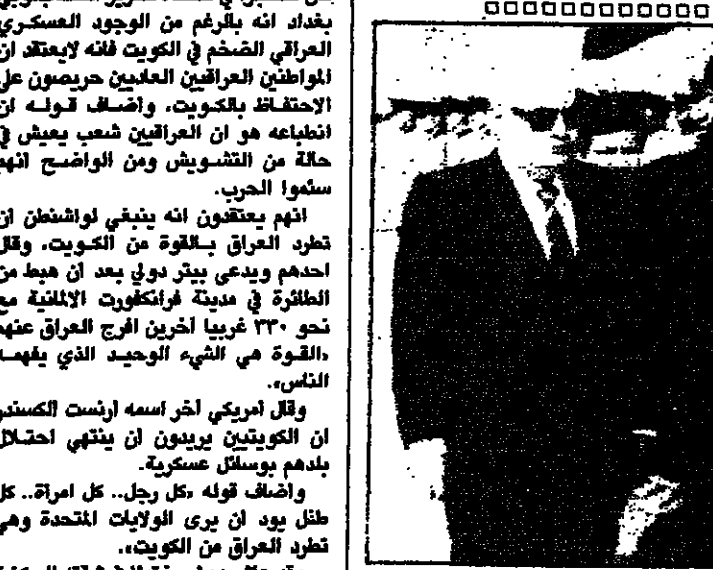 بغداد انه بالرغم من الوجود العسكري
العراقي الضخم في الكويت فانه لايعتقد ان
المواطنين العراقيين العاديين حريصون على
الاحتفاظ بالكويت، واضاف قوله ان
انطباعه هو ان العراقيين شعب يعيش في
حالة من التشويش ومن الواضح انهم
سئموا الحرب.
انهم يعتقدون انه ينبغي لواشنطن ان
تطرد العراق بالقوة من الكويت، وقال
احدهم ويدعى بيتر دولي بعد ان هبط من
الطائرة في مدينة فرانكفورت الالمانية مع
نحو ٣٣٠ غربيا آخرين افرج العراق عنهم
«القوة هي الشيء الوحيد الذي يفهمه
الناس».
وقال أمريكي آخر اسمه أرنست ألكسندر
ان الكويتيين يريدون ان ينتهي احتلال
بلدهم بوسائل عسكرية.
واضاف قوله «كل رجل.. كل امرأة.. كل
طفل يود ان يرى الولايات المتحدة وهي
تطرد العراق من الكويت».